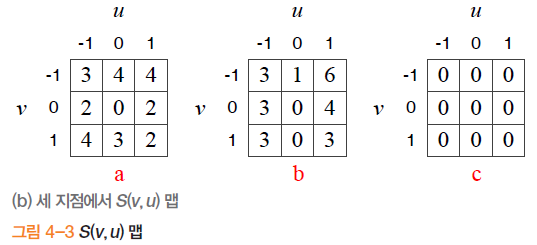 u u u
-1 0 1 -1 0 1 -1 0 1
-1 3 4 4 -1 3 1 6 -1 0 0 0
v 0 2 0 2 v 0 3 0 4 v 0 0 0 0
1 4 3 2 1 3 0 3 1 0 0 0
a b c
(b) 세 지점에서 S(v, u) 맵
그림 4-3 S(v, u) 맵